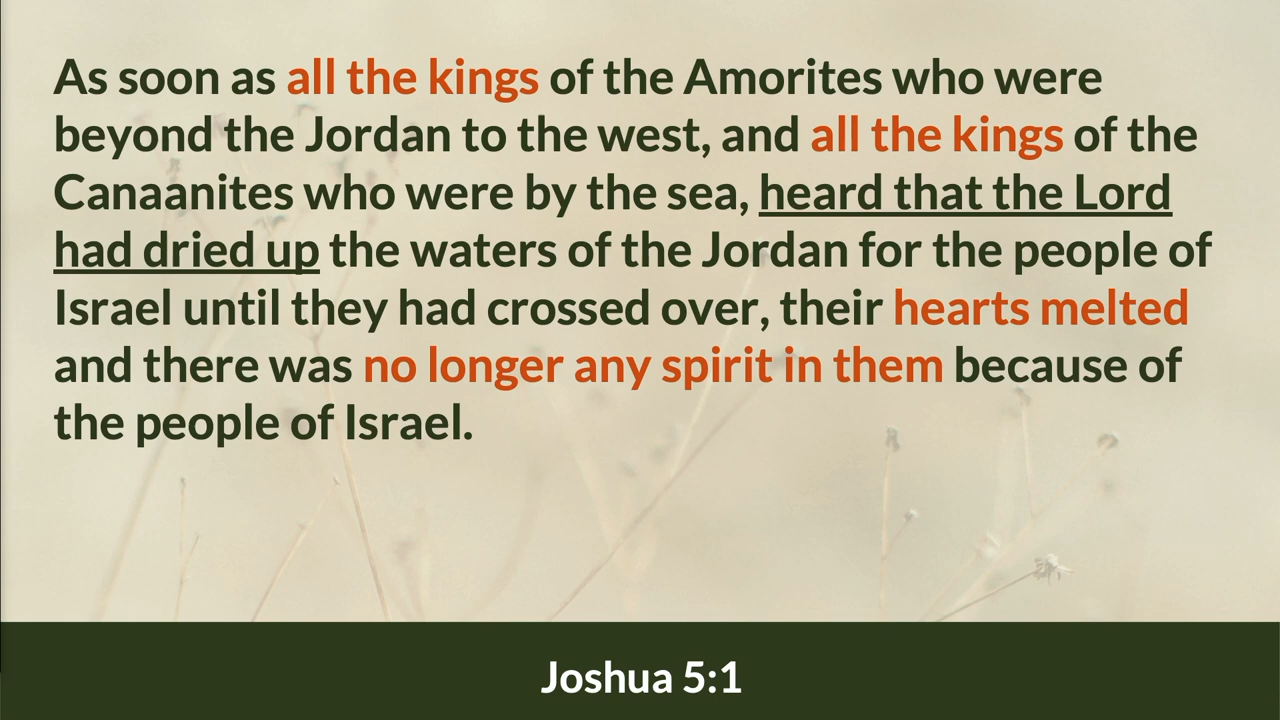 As soon as all the kings of the Amorites who were
beyond the Jordan to the west, and all the kings of the
Canaanites who were by the sea, heard that the Lord
had dried up the waters of the Jordan for the people of
Israel until they had crossed over, their hearts melted
and there was no longer any spirit in them because of
the people of Israel.
Joshua 5:1